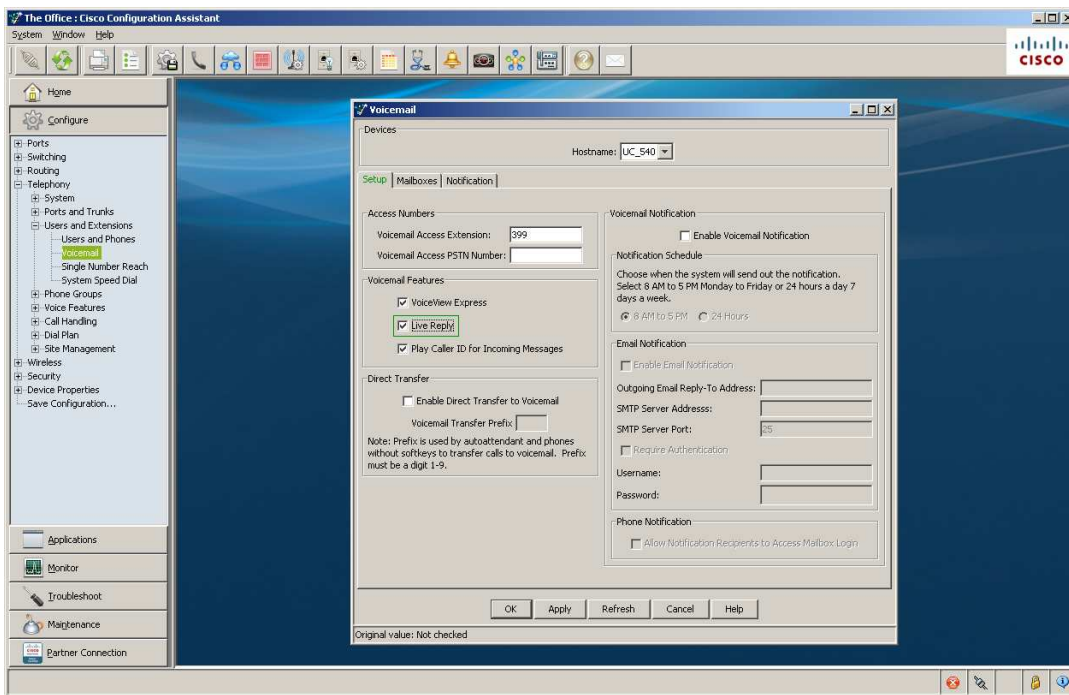 The Office : Cisco Configuration Assistant
System Window Help
CISCO
Home
Configure
Ports
Switching
Routing
Telephony
System
Ports and Trunks
Users and Extensions
Users and Phones
Voicemail
Single Number Reach
System Speed Dial
Phone Groups
Voice Features
Call Handling
Dial Plan
Site Management
Wireless
Security
Device Properties
Save Configuration...
Applications
Monitor
Troubleshoot
Maintenance
Partner Connection
Voicemail
Devices
Hostname: UC_540
Setup Mailboxes Notification
Access Numbers
Voicemail Access Extension: 399
Voicemail Access PSTN Number:
Voicemail Features
VoiceView Express
Live Reply
Play Caller ID for Incoming Messages
Direct Transfer
Enable Direct Transfer to Voicemail
Voicemail Transfer Prefix
Note: Prefix is used by autoattendant and phones
without softkeys to transfer calls to voicemail. Prefix
must be a digit 1-9.
Voicemail Notification
Enable Voicemail Notification
Notification Schedule
Choose when the system will send out the notification.
Select 8 AM to 5 PM Monday to Friday or 24 hours a day 7
days a week.
8 AM to 5 PM 24 Hours
Email Notification
Enable Email Notification
Outgoing Email Reply-To Address:
SMTP Server Addresss:
SMTP Server Port: 25
Require Authentication
Username:
Password:
Phone Notification
Allow Notification Recipients to Access Mailbox Login
OK Apply Refresh Cancel Help
Original value: Not checked